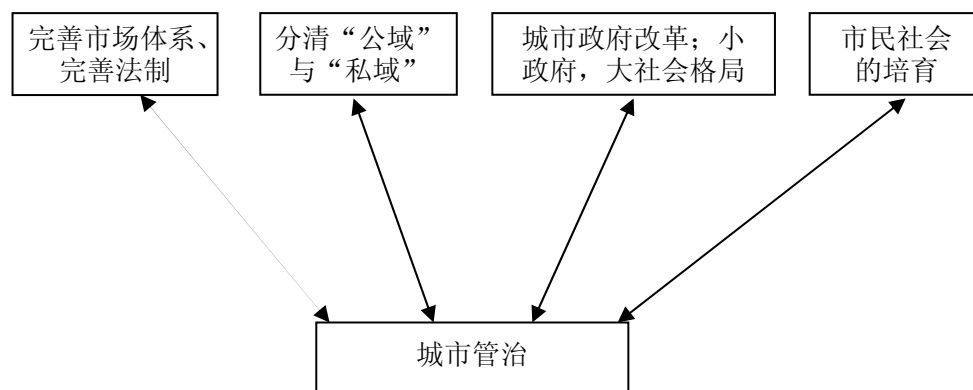 完善市场体系、
完善法制
分清“公域”
与“私域”
城市政府改革；小
政府，大社会格局
市民社会
的培育
城市管治